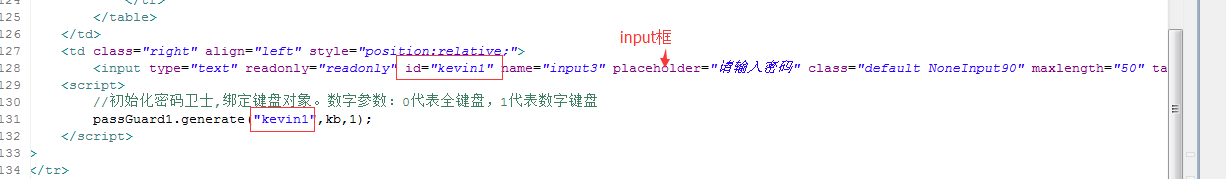 124 </tr>
125 </table>
126 </td>
input框
127 <td class="right" align="left" style="position:relative;">
128 <input type="text" readonly="readonly" id="kevin1" name="input3" placeholder="请输入密码" class="default NoneInput90" maxlength="50" ta
129 <script>
130 //初始化密码卫士,绑定键盘对象。数字参数：0代表全键盘，1代表数字键盘
131 passGuard1.generate("kevin1",kb,1);
132 </script>
133 >
134 </tr>